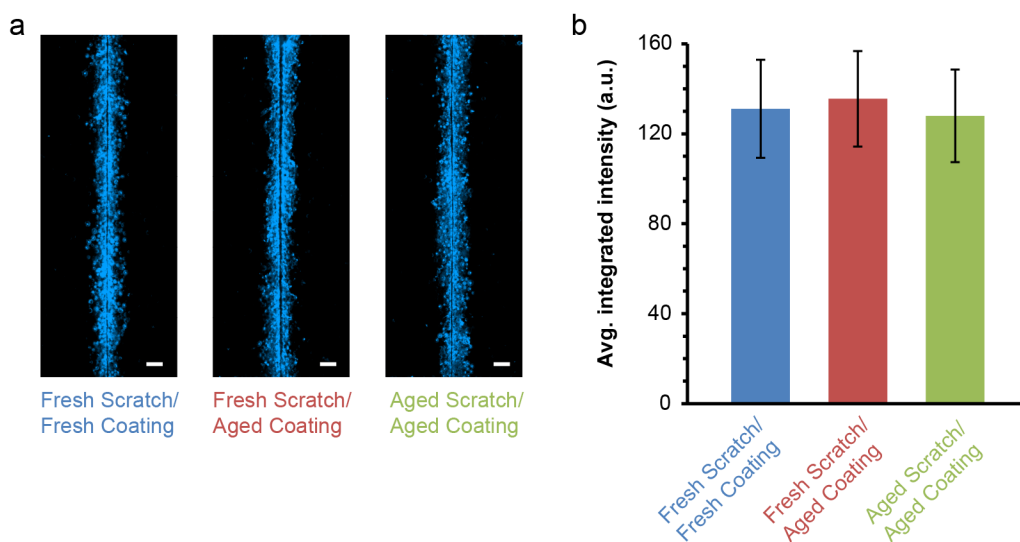 a
Fresh Scratch/
Fresh Coating
Fresh Scratch/
Aged Coating
Aged Scratch/
Aged Coating
b
Avg. integrated intensity (a.u.)
160
120
80
40
0
Fresh Scratch/
Fresh Coating
Fresh Scratch/
Aged Coating
Aged Scratch/
Aged Coating